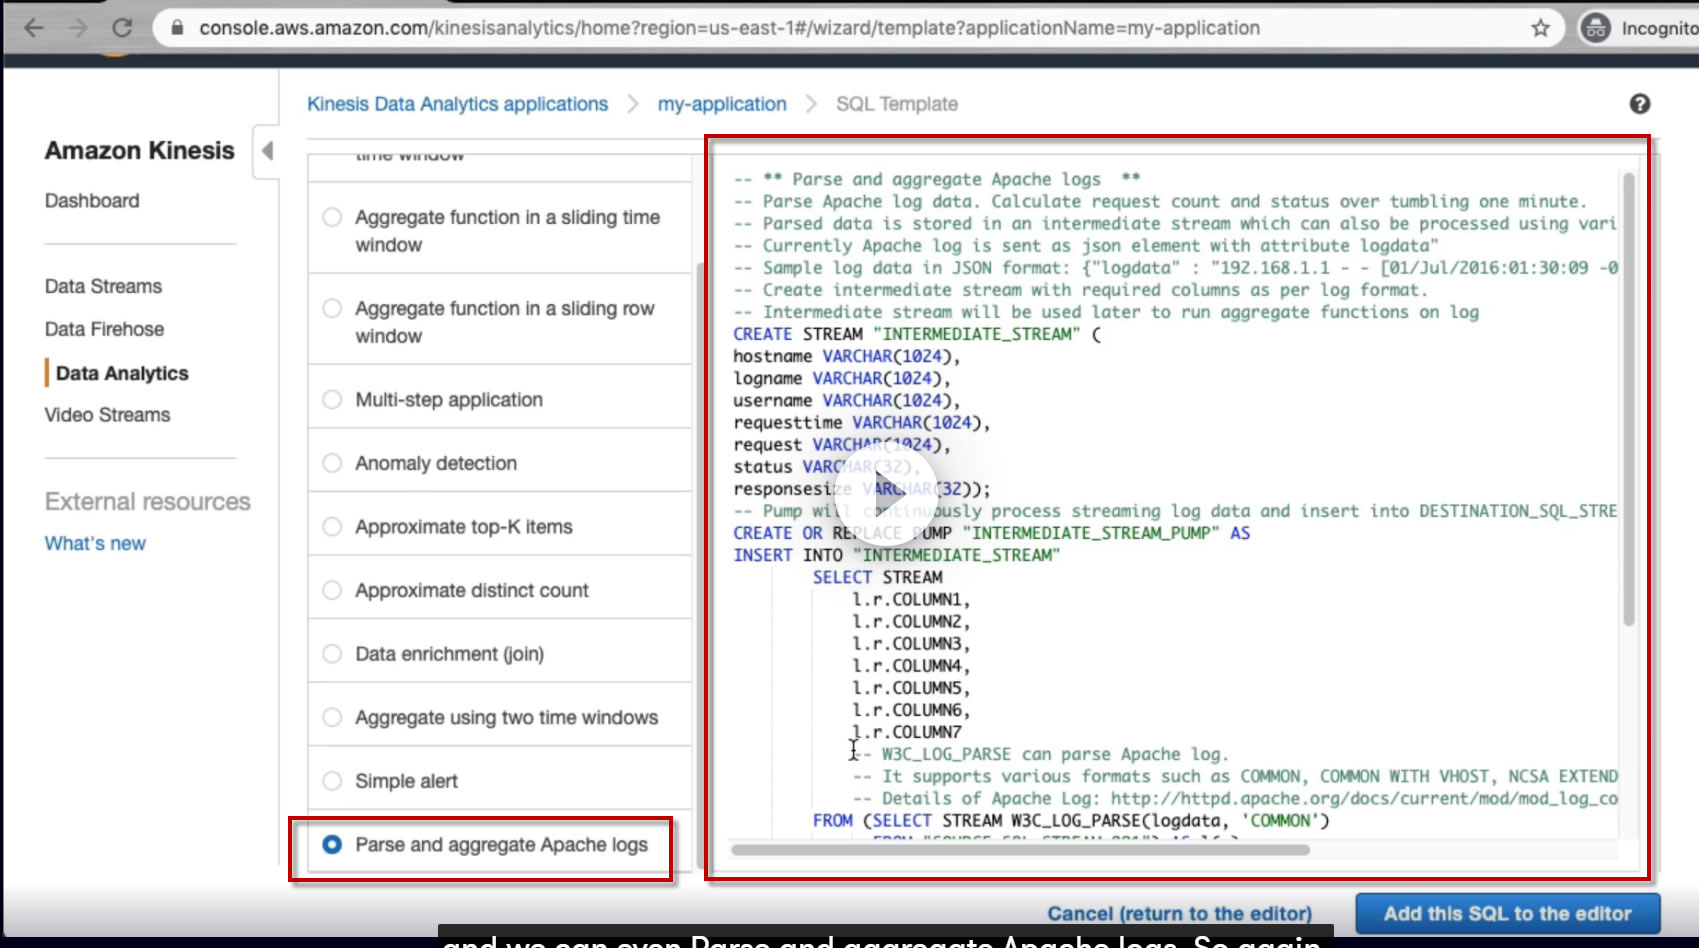 console.aws.amazon.com/kinesisanalytics/home?region=us-east-1#/wizard/template?applicationName=my-application
Incognito
Kinesis Data Analytics applications > my-application > SQL Template
Amazon Kinesis
Dashboard
Data Streams
Data Firehose
Data Analytics
Video Streams
External resources
What's new
time window
Aggregate function in a sliding time
window
Aggregate function in a sliding row
window
Multi-step application
Anomaly detection
Approximate top-K items
Approximate distinct count
Data enrichment (join)
Aggregate using two time windows
Simple alert
Parse and aggregate Apache logs
-- ** Parse and aggregate Apache logs **
-- Parse Apache log data. Calculate request count and status over tumbling one minute.
-- Parsed data is stored in an intermediate stream which can also be processed using vari
-- Currently Apache log is sent as json element with attribute logdata"
-- Sample log data in JSON format: {"logdata" : "192.168.1.1 - - [01/Jul/2016:01:30:09 -0
-- Create intermediate stream with required columns as per log format.
-- Intermediate stream will be used later to run aggregate functions on log
CREATE STREAM "INTERMEDIATE_STREAM" (
hostname VARCHAR(1024),
logname VARCHAR(1024),
username VARCHAR(1024),
requesttime VARCHAR(1024),
request VARCHAR(1024),
status VARCHAR(32),
responsesize VARCHAR(32));
-- Pump will continuously process streaming log data and insert into DESTINATION_SQL_STRE
CREATE OR REPLACE PUMP "INTERMEDIATE_STREAM_PUMP" AS
INSERT INTO "INTERMEDIATE_STREAM"
SELECT STREAM
l.r.COLUMN1,
l.r.COLUMN2,
l.r.COLUMN3,
l.r.COLUMN4,
l.r.COLUMN5,
l.r.COLUMN6,
l.r.COLUMN7
-- W3C_LOG_PARSE can parse Apache log.
-- It supports various formats such as COMMON, COMMON WITH VHOST, NCSA EXTEND
-- Details of Apache Log: http://httpd.apache.org/docs/current/mod/mod_log_co
FROM (SELECT STREAM W3C_LOG_PARSE(logdata, 'COMMON')
Cancel (return to the editor)
Add this SQL to the editor
and we can even Parse and aggregate Apache logs. So again